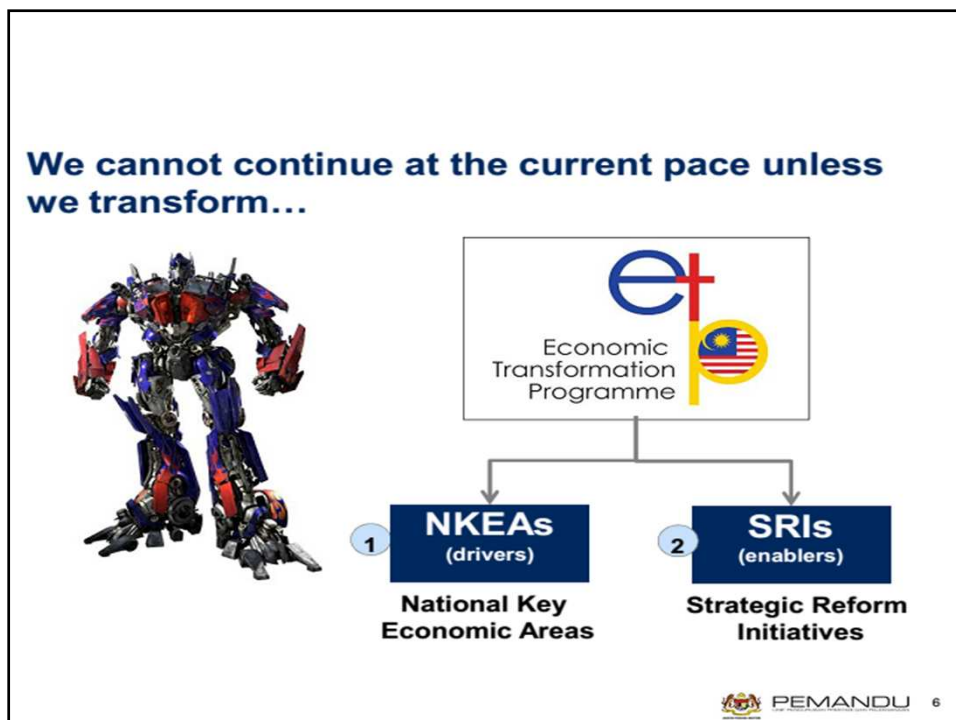 We cannot continue at the current pace unless
we transform…
etp
Economic
Transformation
Programme
1
NKEAs
(drivers)
National Key
Economic Areas
2
SRIs
(enablers)
Strategic Reform
Initiatives
PEMANDU
6